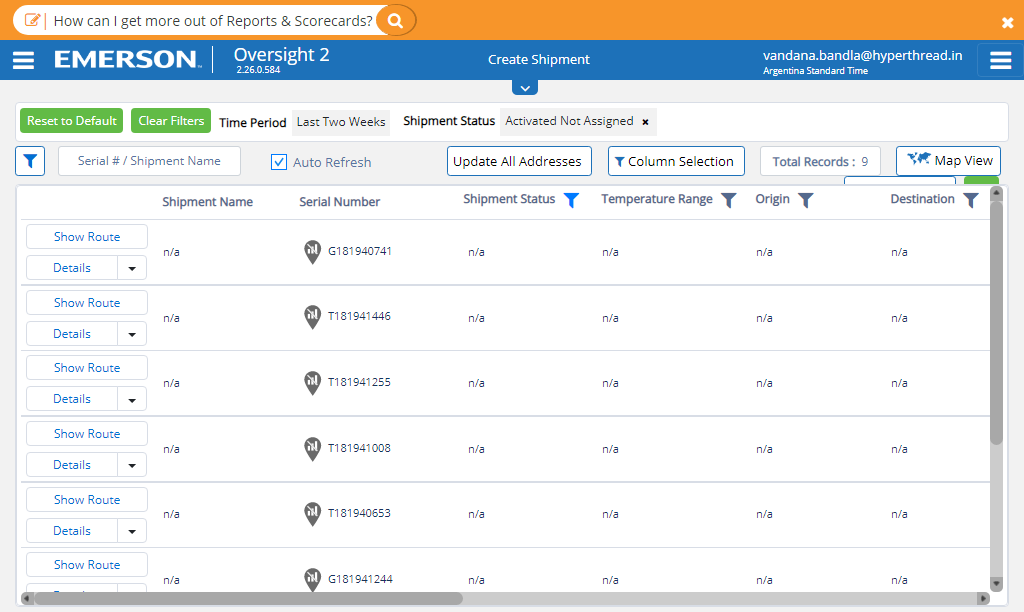 How can I get more out of Reports & Scorecards?
EMERSON Oversight 2 Create Shipment vandana.bandla@hyperthread.in
2.26.0.584 Argentina Standard Time
Reset to Default Clear Filters Time Period Last Two Weeks Shipment Status Activated Not Assigned ×
Serial # / Shipment Name Auto Refresh Update All Addresses Column Selection Total Records : 9 Map View
Shipment Name Serial Number Shipment Status Temperature Range Origin Destination
Show Route
Details n/a G181940741 n/a n/a n/a n/a
Show Route
Details n/a T181941446 n/a n/a n/a n/a
Show Route
Details n/a T181941255 n/a n/a n/a n/a
Show Route
Details n/a T181941008 n/a n/a n/a n/a
Show Route
Details n/a T181940653 n/a n/a n/a n/a
Show Route
n/a G181941244 n/a n/a n/a n/a